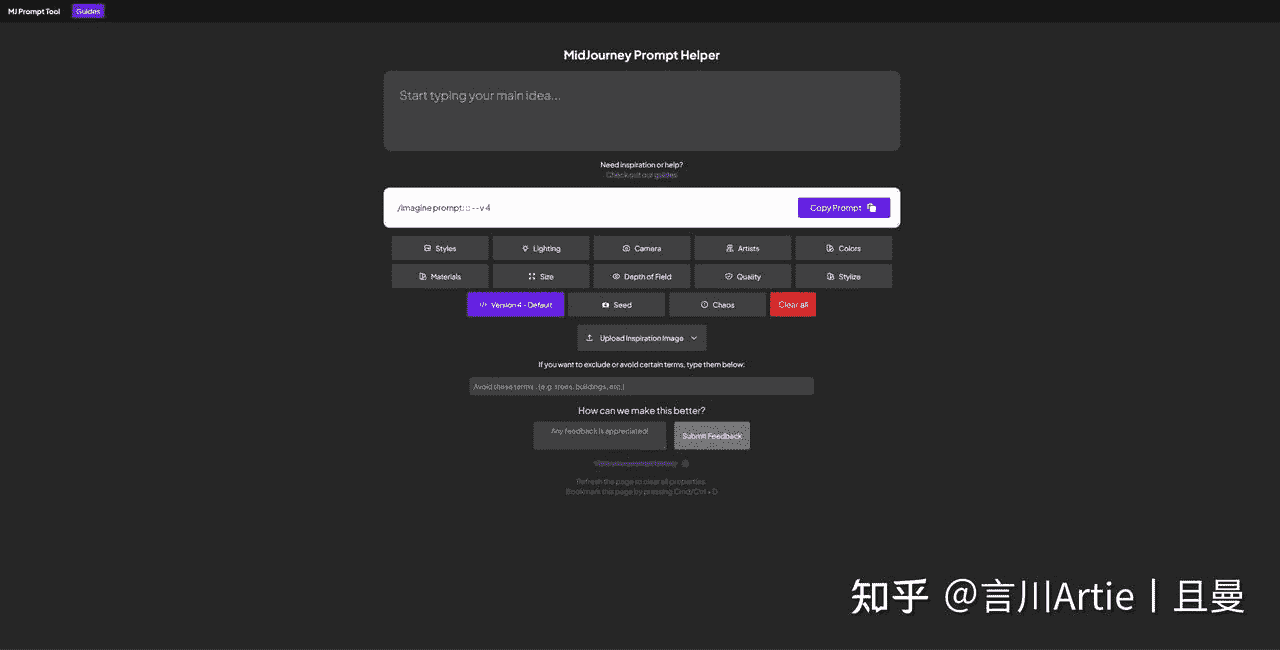 MJ Prompt Tool Guides
MidJourney Prompt Helper
Start typing your main idea...
Need inspiration or help?
Check out our guides
/imagine prompt: :: --v 4 Copy Prompt
Styles Lighting Camera Artists Colors
Materials Size Depth of Field Quality Stylize
Version 4 - Default Seed Chaos Clear all
Upload Inspiration Image
If you want to exclude or avoid certain terms, type them below:
Avoid these terms.. (e.g. trees, buildings, etc.)
How can we make this better?
Any feedback is appreciated! Submit Feedback
Refresh the page to clear all properties.
Bookmark this page by pressing Cmd/Ctrl + D
知乎 @言川Artie丨且曼